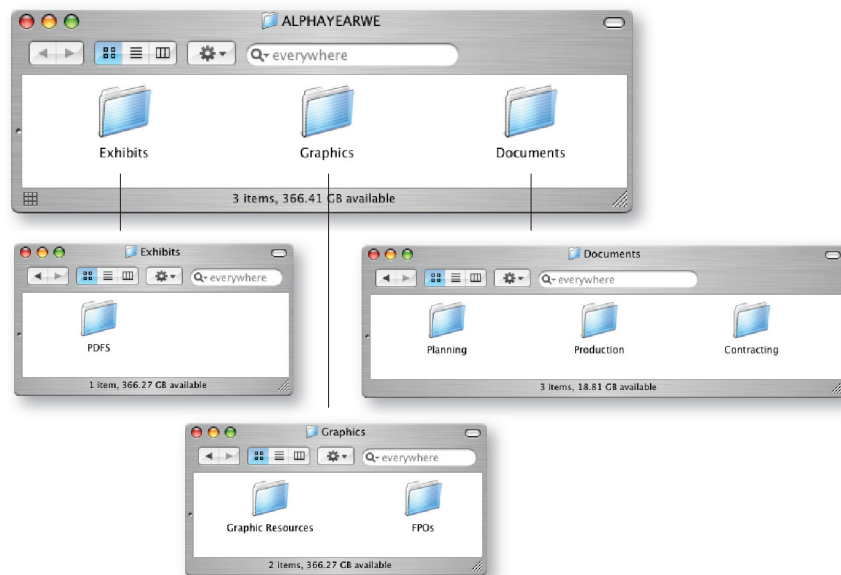 ALPHAYEARWE
everywhere
Exhibits Graphics Documents
3 items, 366.41 GB available
Exhibits
everywhere
PDFS
1 item, 366.27 GB available
Documents
everywhere
Planning Production Contracting
3 items, 18.81 GB available
Graphics
everywhere
Graphic Resources FPOs
2 items, 366.27 GB available